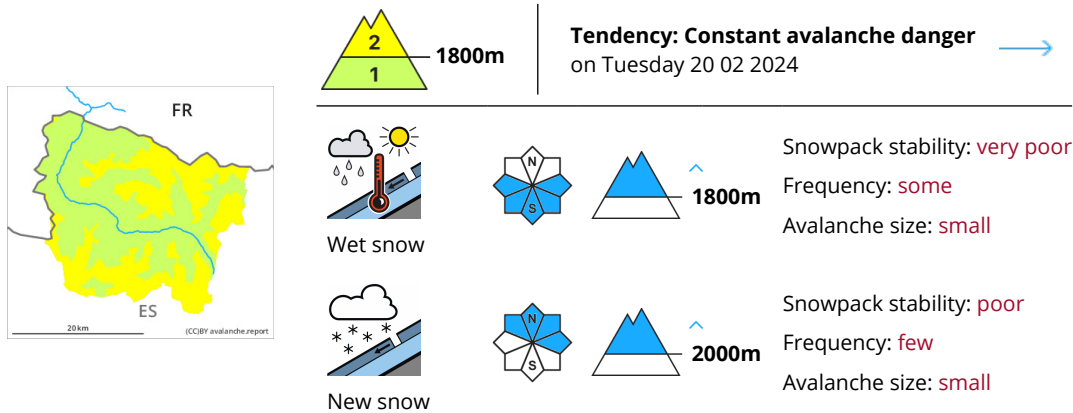 2
1
1800m
Tendency: Constant avalanche danger
on Tuesday 20 02 2024
FR
ES
20 km
(CC)BY avalanche.report
Wet snow
N
S
1800m
Snowpack stability: very poor
Frequency: some
Avalanche size: small
New snow
N
S
2000m
Snowpack stability: poor
Frequency: few
Avalanche size: small